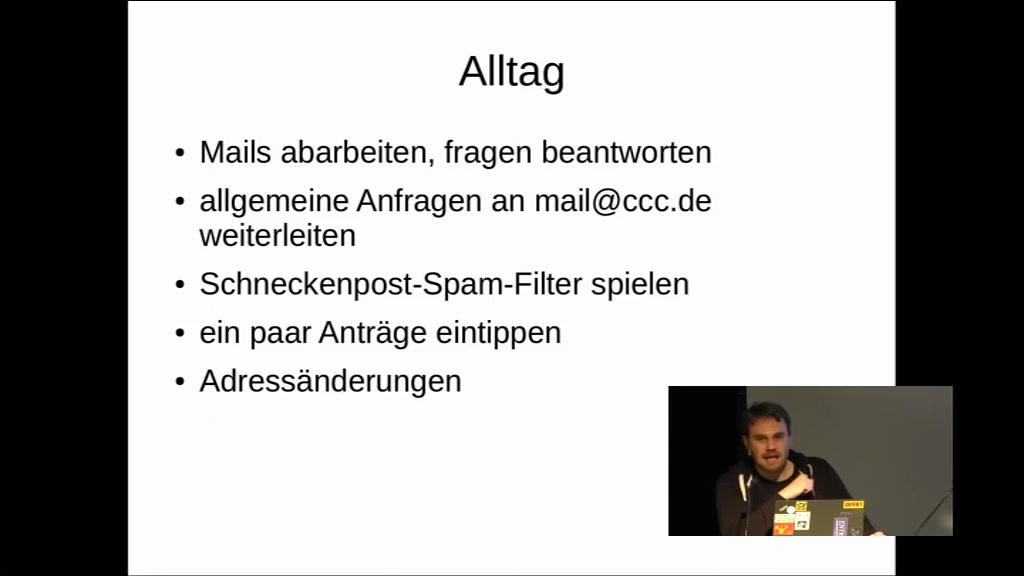 Alltag
• Mails abarbeiten, fragen beantworten
• allgemeine Anfragen an mail@ccc.de
weiterleiten
• Schneckenpost-Spam-Filter spielen
• ein paar Anträge eintippen
• Adressänderungen